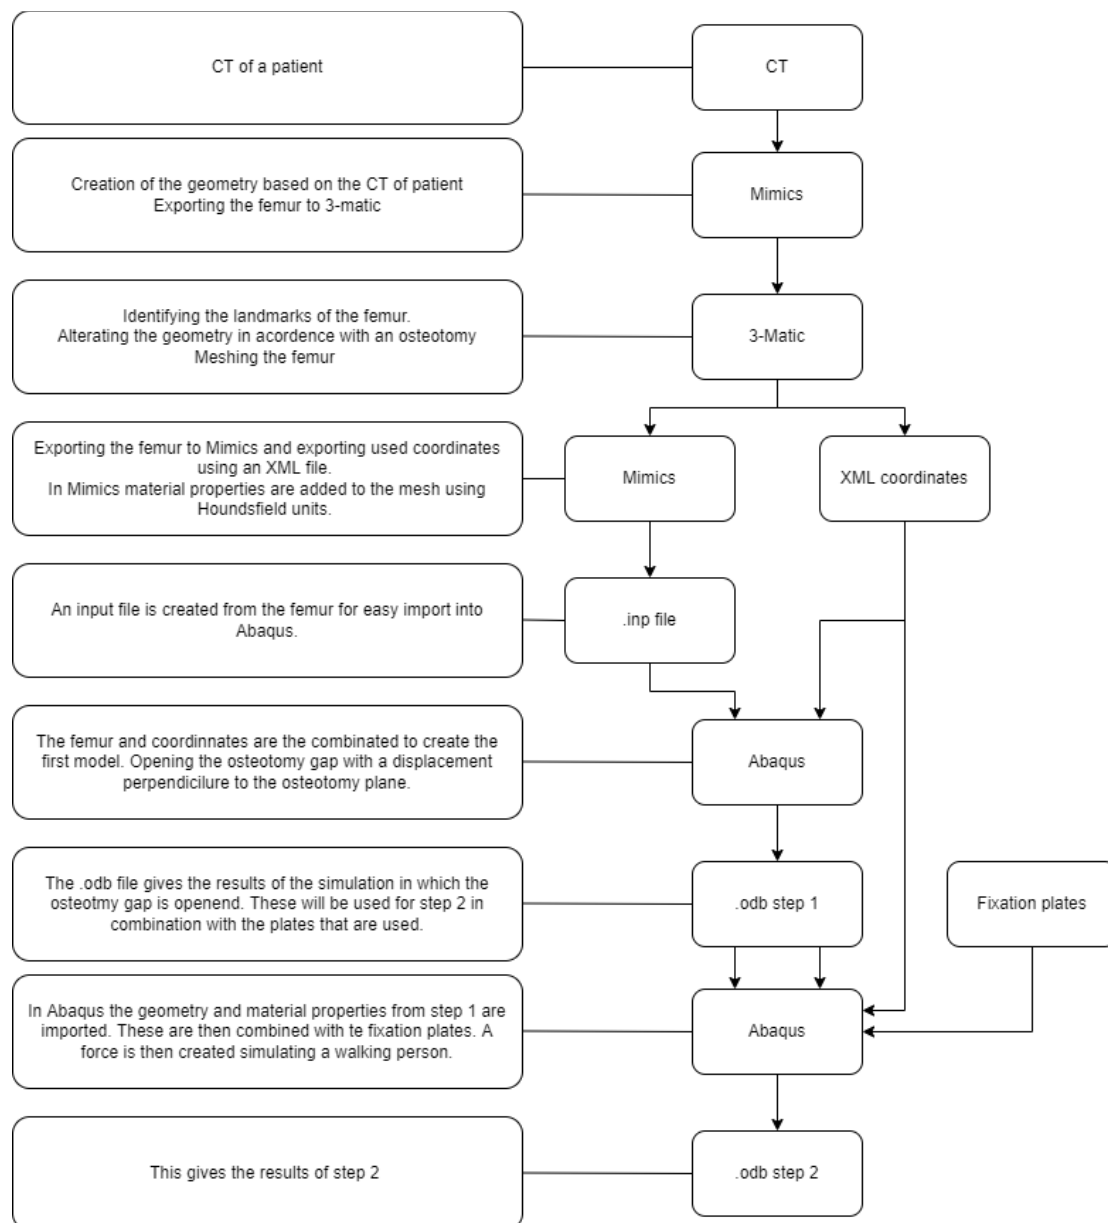 CT of a patient
CT
Creation of the geometry based on the CT of patient
Exporting the femur to 3-matic
Mimics
Identifying the landmarks of the femur.
Alterating the geometry in acordence with an osteotomy
Meshing the femur
3-Matic
Exporting the femur to Mimics and exporting used coordinates
using an XML file.
In Mimics material properties are added to the mesh using
Houndsfield units.
Mimics
XML coordinates
An input file is created from the femur for easy import into
Abaqus.
.inp file
The femur and coordinnates are the combinated to create the
first model. Opening the osteotomy gap with a displacement
perpendicilure to the osteotomy plane.
Abaqus
The .odb file gives the results of the simulation in which the
osteotmy gap is openend. These will be used for step 2 in
combination with the plates that are used.
.odb step 1
Fixation plates
In Abaqus the geometry and material properties from step 1 are
imported. These are then combined with te fixation plates. A
force is then created simulating a walking person.
Abaqus
This gives the results of step 2
.odb step 2